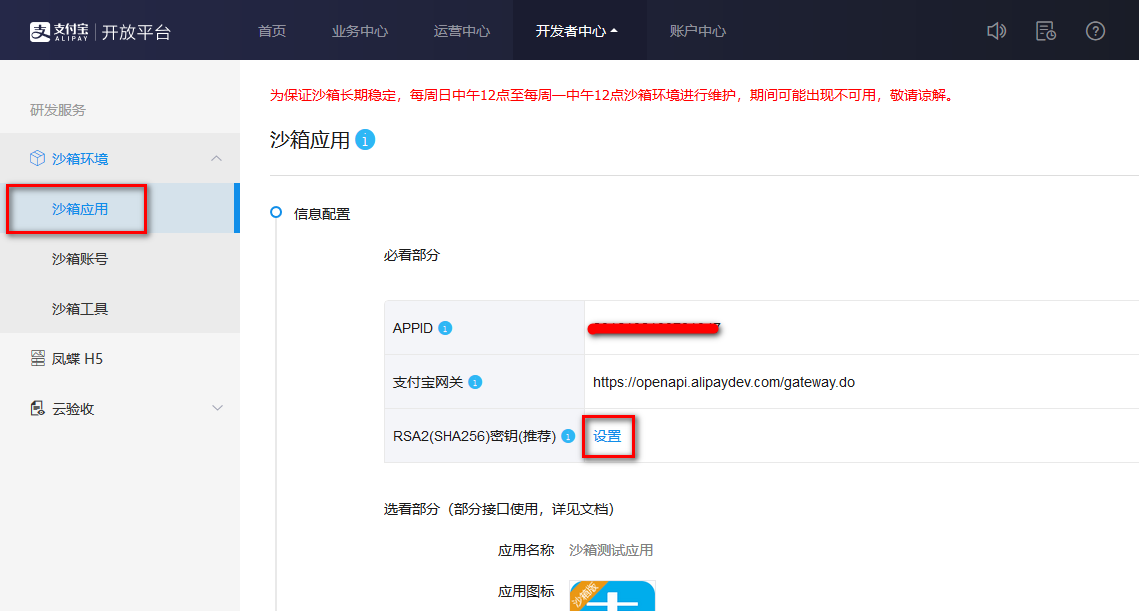 支付宝 ALIPAY 开放平台 首页 业务中心 运营中心 开发者中心 账户中心
研发服务
沙箱环境
沙箱应用
沙箱账号
沙箱工具
凤蝶 H5
云验收
为保证沙箱长期稳定，每周日中午12点至每周一中午12点沙箱环境进行维护，期间可能出现不可用，敬请谅解。
沙箱应用
信息配置
必看部分
APPID
支付宝网关 https://openapi.alipaydev.com/gateway.do
RSA2(SHA256)密钥(推荐) 设置
选看部分（部分接口使用，详见文档）
应用名称 沙箱测试应用
应用图标
沙箱版